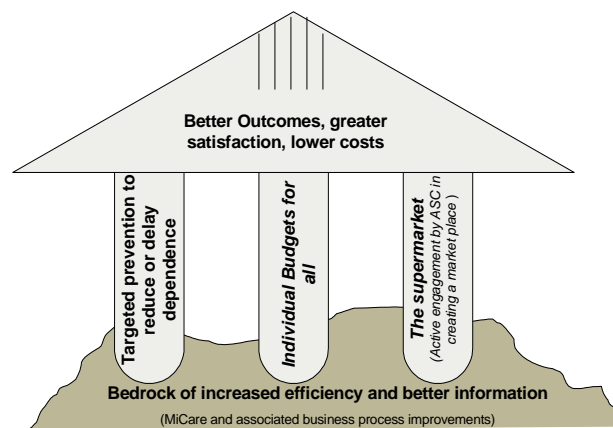 Better Outcomes, greater
satisfaction, lower costs
Targeted prevention to
reduce or delay
dependence
Individual Budgets for
all
The supermarket
(Active engagement by ASC in
creating a market place )
Bedrock of increased efficiency and better information
(MiCare and associated business process improvements)